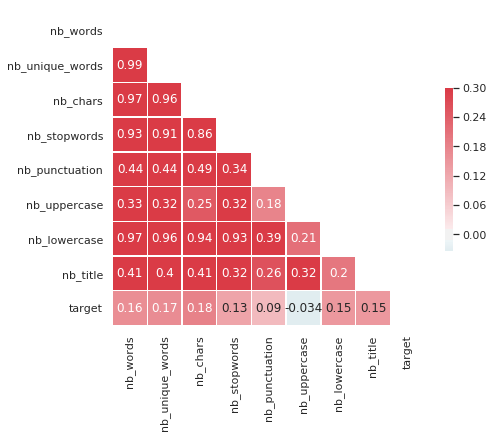 nb_words
nb_unique_words 0.99
nb_chars 0.97 0.96
nb_stopwords 0.93 0.91 0.86
nb_punctuation 0.44 0.44 0.49 0.34
nb_uppercase 0.33 0.32 0.25 0.32 0.18
nb_lowercase 0.97 0.96 0.94 0.93 0.39 0.21
nb_title 0.41 0.4 0.41 0.32 0.26 0.32 0.2
target 0.16 0.17 0.18 0.13 0.09 -0.034 0.15 0.15
nb_words
nb_unique_words
nb_chars
nb_stopwords
nb_punctuation
nb_uppercase
nb_lowercase
nb_title
target
0.30
0.24
0.18
0.12
0.06
0.00